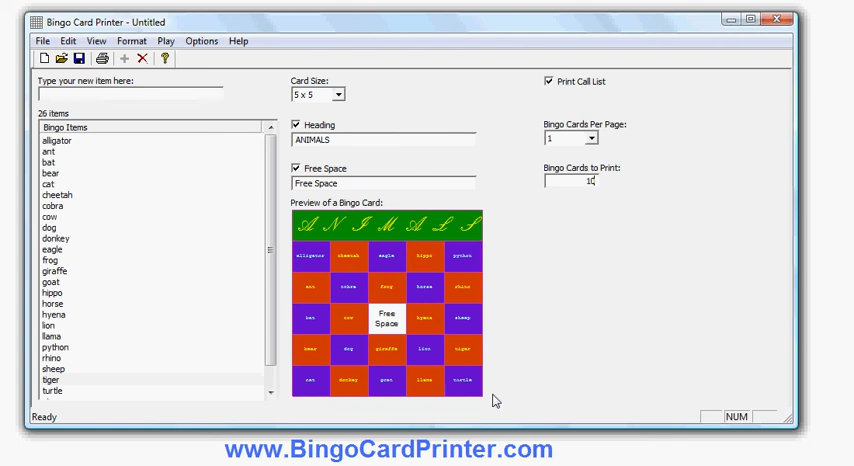 Bingo Card Printer - Untitled
File Edit View Format Play Options Help
Type your new item here:
26 items
Bingo Items
alligator
ant
bat
bear
cat
cheetah
cobra
cow
dog
donkey
eagle
frog
giraffe
goat
hippo
horse
hyena
lion
llama
python
rhino
sheep
tiger
turtle
Card Size:
5 x 5
Heading
ANIMALS
Free Space
Free Space
Preview of a Bingo Card:
A N I M A L S
alligator cheetah eagle hippo python
ant cobra frog horse rhino
bat cow Free Space hyena sheep
bear dog giraffe lion tiger
cat donkey goat llama turtle
Print Call List
Bingo Cards Per Page:
1
Bingo Cards to Print:
10
Ready
NUM
www.BingoCardPrinter.com